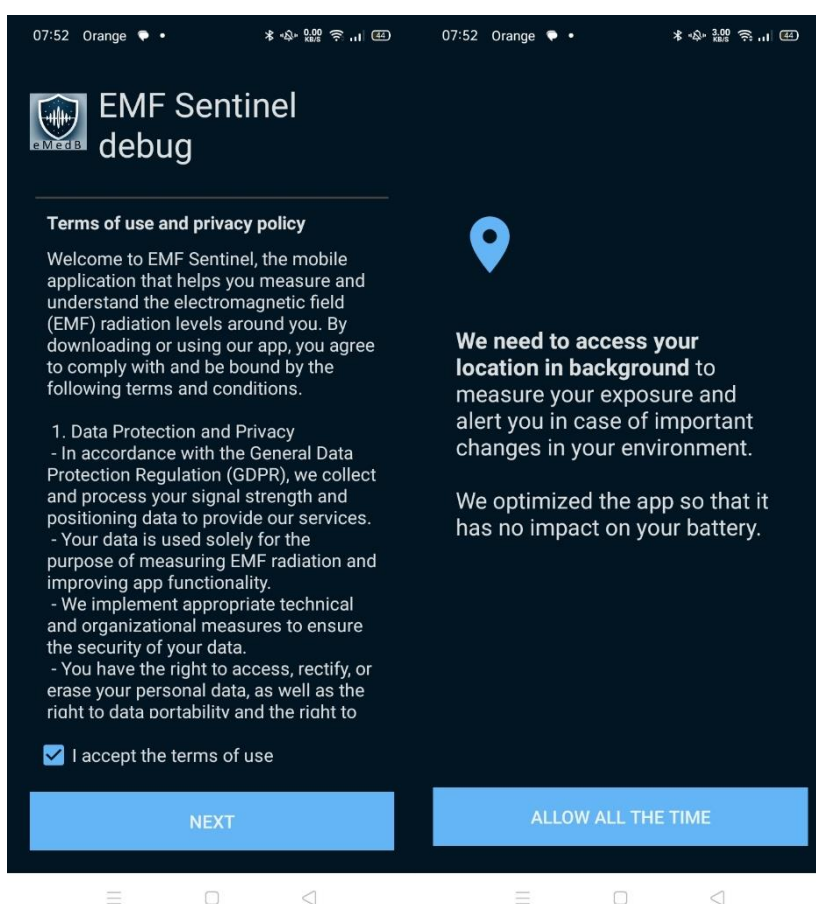 07:52 Orange
0.00 KB/S 44
EMF Sentinel
debug
eMedB
Terms of use and privacy policy
Welcome to EMF Sentinel, the mobile
application that helps you measure and
understand the electromagnetic field
(EMF) radiation levels around you. By
downloading or using our app, you agree
to comply with and be bound by the
following terms and conditions.
1. Data Protection and Privacy
- In accordance with the General Data
Protection Regulation (GDPR), we collect
and process your signal strength and
positioning data to provide our services.
- Your data is used solely for the
purpose of measuring EMF radiation and
improving app functionality.
- We implement appropriate technical
and organizational measures to ensure
the security of your data.
- You have the right to access, rectify, or
erase your personal data, as well as the
right to data portability and the right to
I accept the terms of use
NEXT
07:52 Orange
3.00 KB/S 44
We need to access your
location in background to
measure your exposure and
alert you in case of important
changes in your environment.
We optimized the app so that it
has no impact on your battery.
ALLOW ALL THE TIME